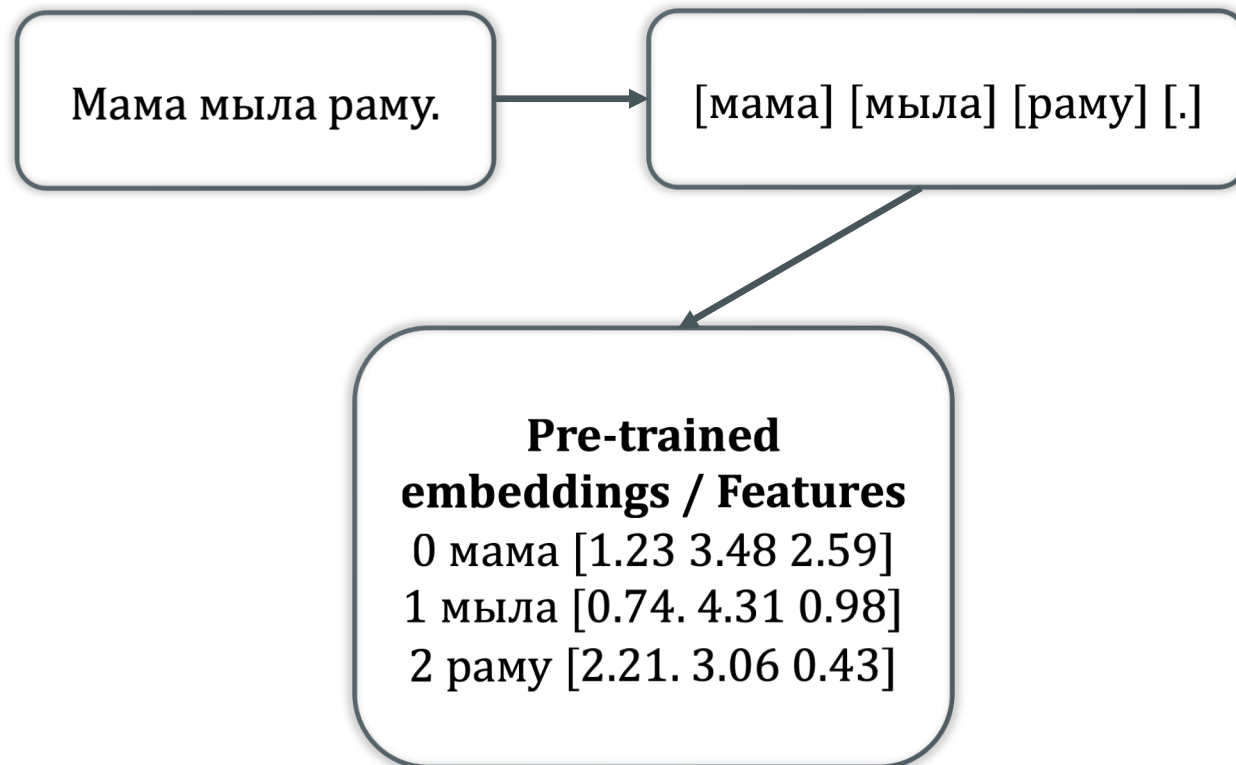 Мама мыла раму.
[мама] [мыла] [раму] [.]
Pre-trained
embeddings / Features
0 мама [1.23 3.48 2.59]
1 мыла [0.74. 4.31 0.98]
2 раму [2.21. 3.06 0.43]